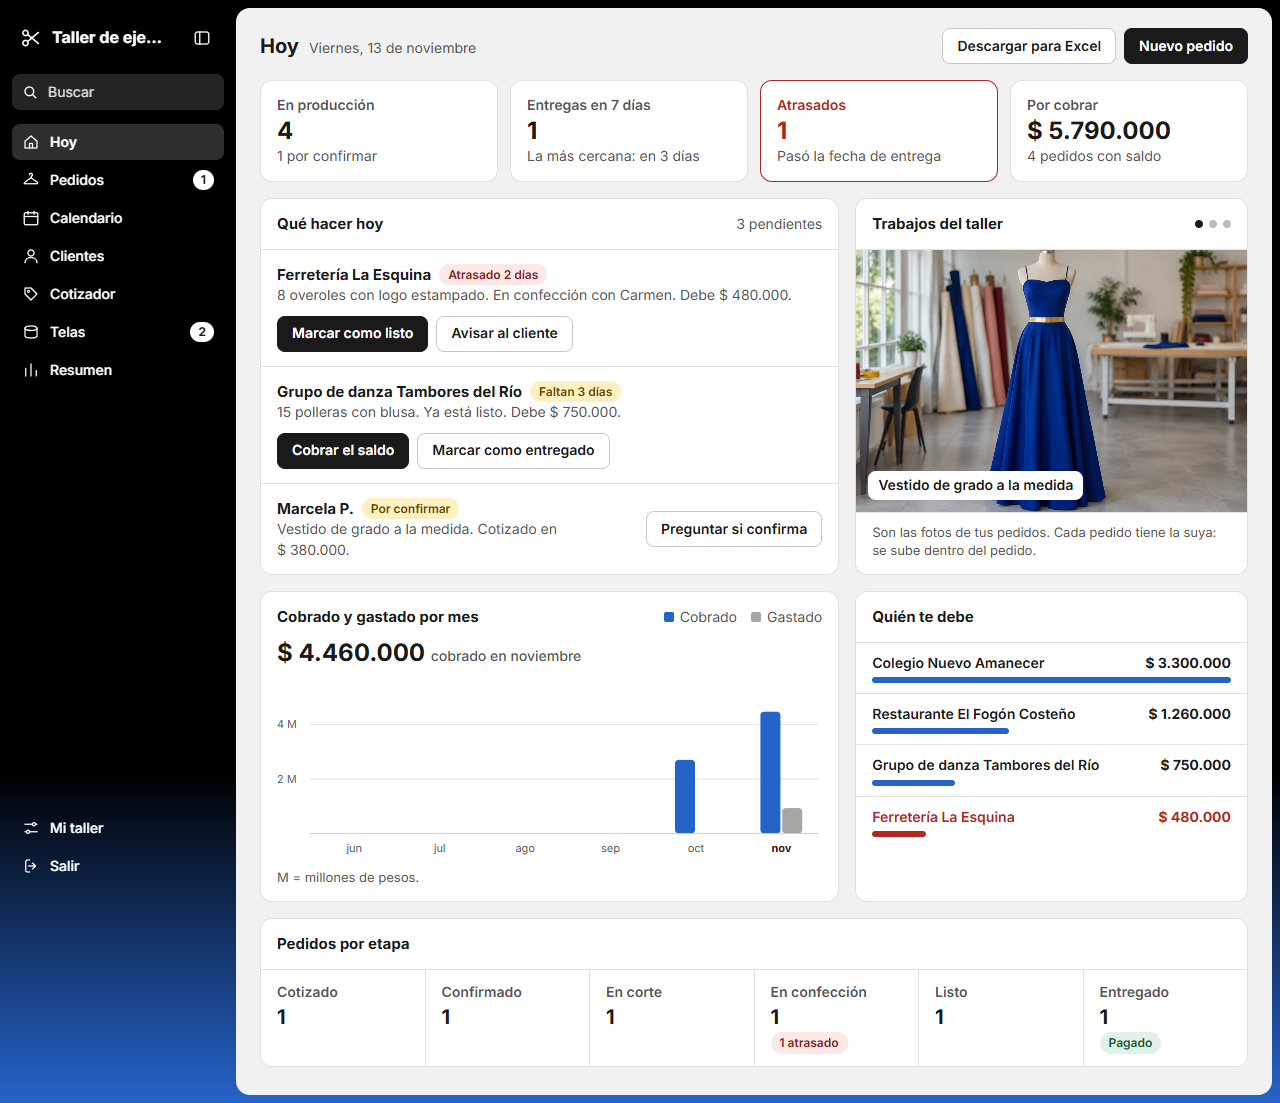 Taller de eje...
Buscar
Hoy
Pedidos 1
Calendario
Clientes
Cotizador
Telas 2
Resumen
Mi taller
Salir
Hoy Viernes, 13 de noviembre
Descargar para Excel
Nuevo pedido
En producción
4
1 por confirmar
Entregas en 7 días
1
La más cercana: en 3 días
Atrasados
1
Pasó la fecha de entrega
Por cobrar
$ 5.790.000
4 pedidos con saldo
Qué hacer hoy
3 pendientes
Ferretería La Esquina Atrasado 2 días
8 overoles con logo estampado. En confección con Carmen. Debe $ 480.000.
Marcar como listo
Avisar al cliente
Grupo de danza Tambores del Río Faltan 3 días
15 polleras con blusa. Ya está listo. Debe $ 750.000.
Cobrar el saldo
Marcar como entregado
Marcela P. Por confirmar
Vestido de grado a la medida. Cotizado en
$ 380.000.
Preguntar si confirma
Trabajos del taller
Vestido de grado a la medida
Son las fotos de tus pedidos. Cada pedido tiene la suya:
se sube dentro del pedido.
Cobrado y gastado por mes
Cobrado
Gastado
$ 4.460.000 cobrado en noviembre
4 M
2 M
jun jul ago sep oct nov
M = millones de pesos.
Quién te debe
Colegio Nuevo Amanecer $ 3.300.000
Restaurante El Fogón Costeño $ 1.260.000
Grupo de danza Tambores del Río $ 750.000
Ferretería La Esquina $ 480.000
Pedidos por etapa
Cotizado
1
Confirmado
1
En corte
1
En confección
1
1 atrasado
Listo
1
Entregado
1
Pagado